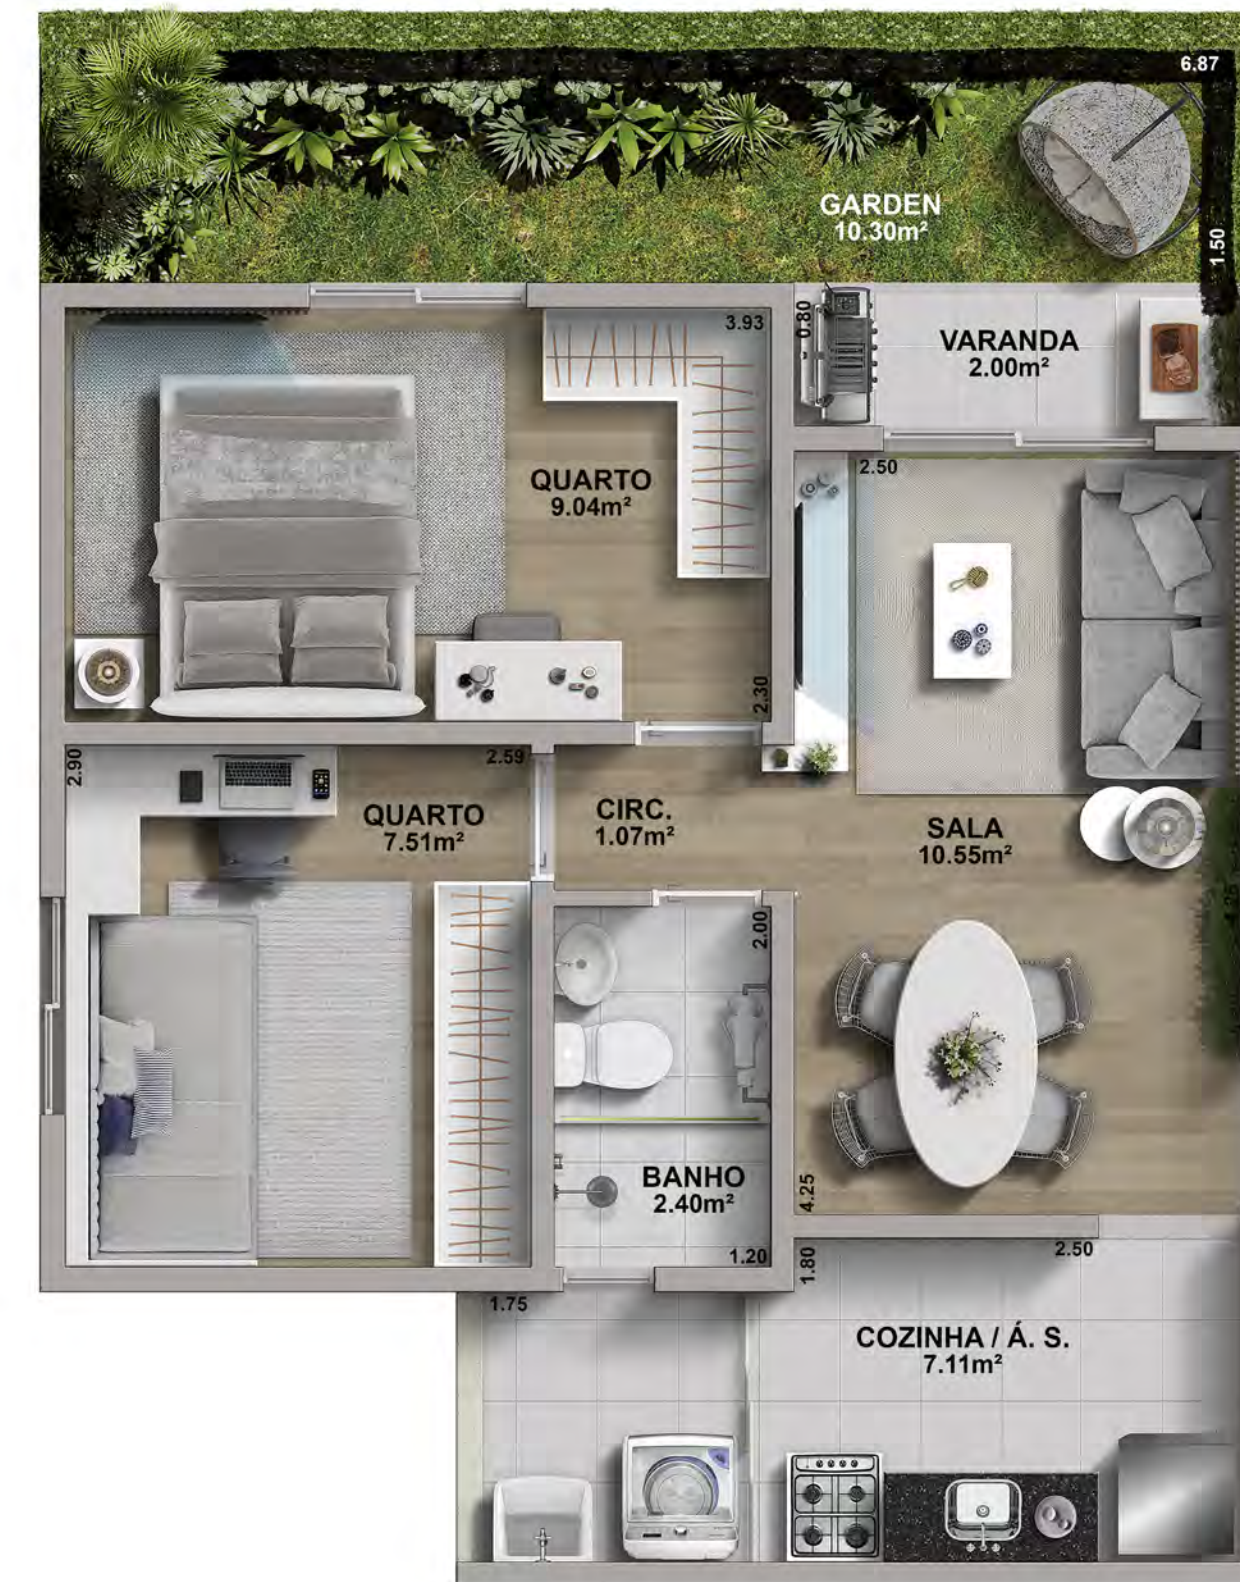 6.87
GARDEN
10.30m²
1.50
3.93
0.80
VARANDA
2.00m²
2.50
QUARTO
9.04m²
2.30
2.90
2.59
QUARTO
7.51m²
CIRC.
1.07m²
SALA
10.55m²
4.25
2.00
BANHO
2.40m²
4.25
1.20
1.80
2.50
1.75
COZINHA / Á. S.
7.11m²